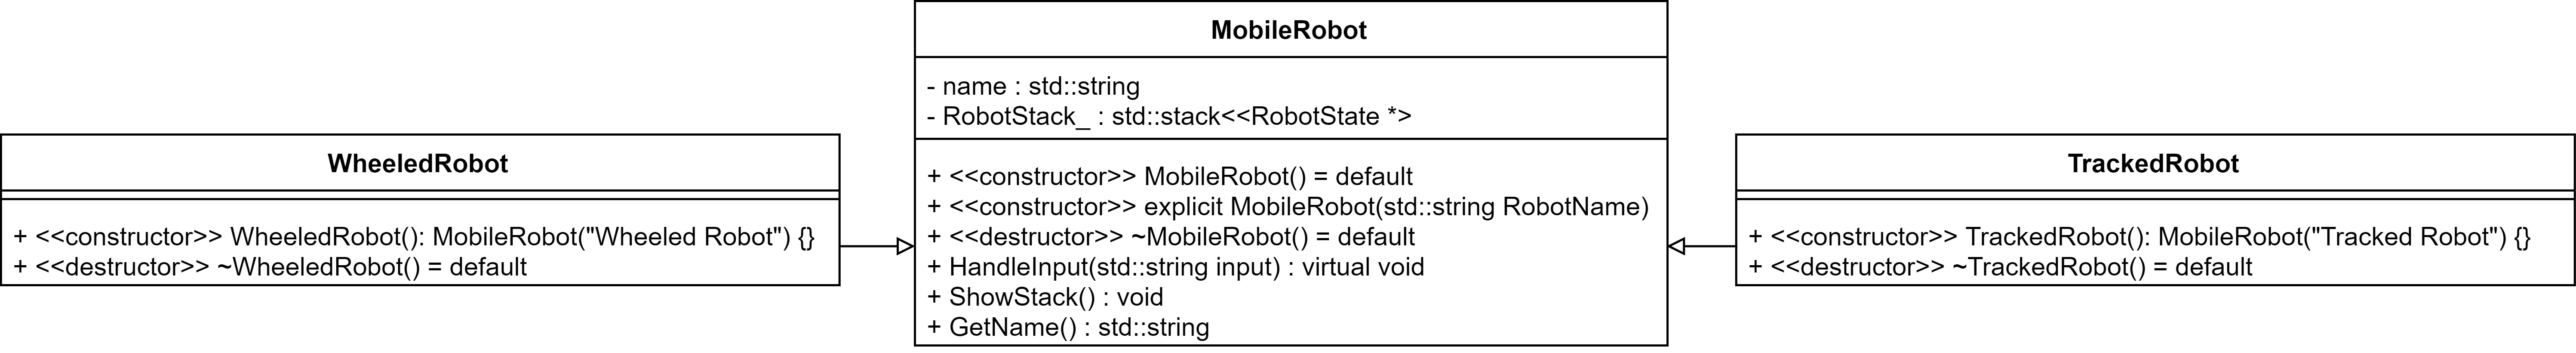 WheeledRobot
+ <<constructor>> WheeledRobot(): MobileRobot("Wheeled Robot") {}
+ <<destructor>> ~WheeledRobot() = default
MobileRobot
- name : std::string
- RobotStack_ : std::stack<<RobotState *>
+ <<constructor>> MobileRobot() = default
+ <<constructor>> explicit MobileRobot(std::string RobotName)
+ <<destructor>> ~MobileRobot() = default
+ HandleInput(std::string input) : virtual void
+ ShowStack() : void
+ GetName() : std::string
TrackedRobot
+ <<constructor>> TrackedRobot(): MobileRobot("Tracked Robot") {}
+ <<destructor>> ~TrackedRobot() = default